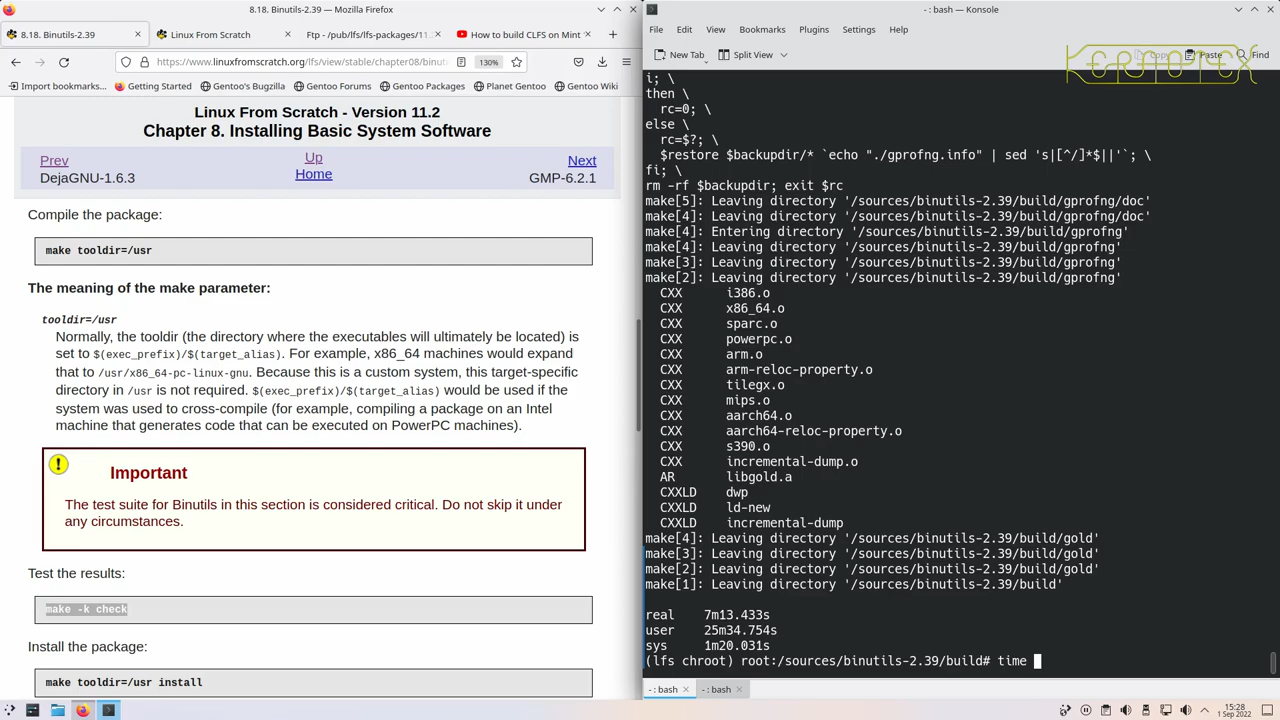 8.18. Binutils-2.39 — Mozilla Firefox
8.18. Binutils-2.39
Linux From Scratch
Ftp - /pub/lfs/lfs-packages/11.
How to build CLFS on Mint
https://www.linuxfromscratch.org/lfs/view/stable/chapter08/binut
130%
Import bookmarks...
Getting Started
Gentoo's Bugzilla
Gentoo Forums
Gentoo Packages
Planet Gentoo
Gentoo Wiki
Linux From Scratch - Version 11.2
Chapter 8. Installing Basic System Software
Prev
Up
Next
DejaGNU-1.6.3
Home
GMP-6.2.1
Compile the package:
make tooldir=/usr
The meaning of the make parameter:
tooldir=/usr
Normally, the tooldir (the directory where the executables will ultimately be located) is
set to $(exec_prefix)/$(target_alias). For example, x86_64 machines would expand
that to /usr/x86_64-pc-linux-gnu. Because this is a custom system, this target-specific
directory in /usr is not required. $(exec_prefix)/$(target_alias) would be used if the
system was used to cross-compile (for example, compiling a package on an Intel
machine that generates code that can be executed on PowerPC machines).
Important
The test suite for Binutils in this section is considered critical. Do not skip it under
any circumstances.
Test the results:
make -k check
Install the package:
make tooldir=/usr install
- : bash — Konsole
File Edit View Bookmarks Plugins Settings Help
New Tab
Split View
Copy
Paste
Find
KERNOTEX
i; \
then \
rc=0; \
else \
rc=$?; \
$restore $backupdir/* `echo "./gprofng.info" | sed 's|[^/]*$||'`; \
fi; \
rm -rf $backupdir; exit $rc
make[5]: Leaving directory '/sources/binutils-2.39/build/gprofng/doc'
make[4]: Leaving directory '/sources/binutils-2.39/build/gprofng/doc'
make[4]: Entering directory '/sources/binutils-2.39/build/gprofng'
make[4]: Leaving directory '/sources/binutils-2.39/build/gprofng'
make[3]: Leaving directory '/sources/binutils-2.39/build/gprofng'
make[2]: Leaving directory '/sources/binutils-2.39/build/gprofng'
CXX i386.o
CXX x86_64.o
CXX sparc.o
CXX powerpc.o
CXX arm.o
CXX arm-reloc-property.o
CXX tilegx.o
CXX mips.o
CXX aarch64.o
CXX aarch64-reloc-property.o
CXX s390.o
CXX incremental-dump.o
AR libgold.a
CXXLD dwp
CXXLD ld-new
CXXLD incremental-dump
make[4]: Leaving directory '/sources/binutils-2.39/build/gold'
make[3]: Leaving directory '/sources/binutils-2.39/build/gold'
make[2]: Leaving directory '/sources/binutils-2.39/build/gold'
make[1]: Leaving directory '/sources/binutils-2.39/build'
real 7m13.433s
user 25m34.754s
sys 1m20.031s
(lfs chroot) root:/sources/binutils-2.39/build# time
- : bash
- : bash
15:28
1 Sep 2022